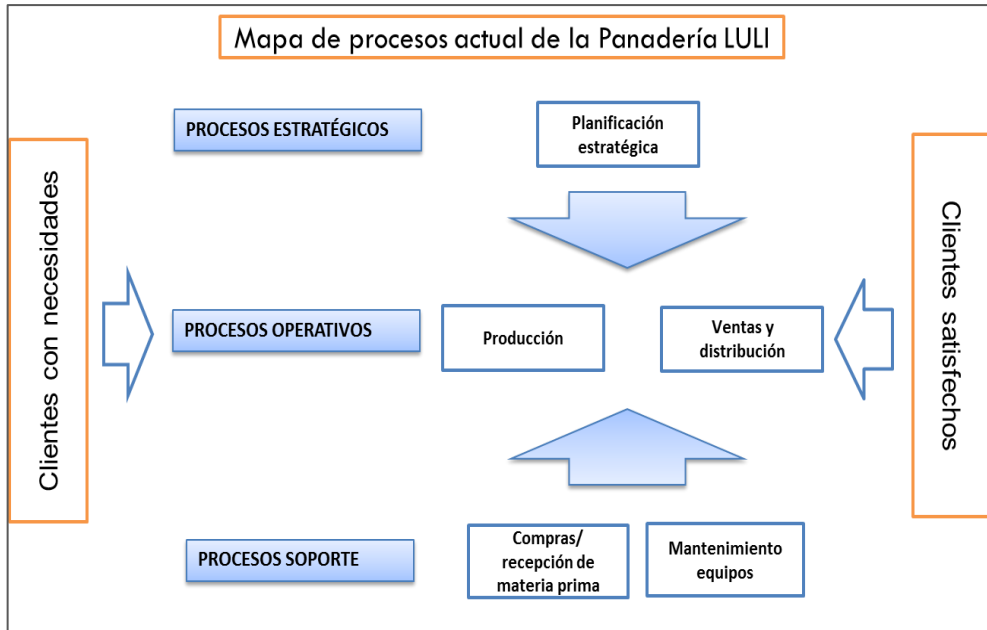 Mapa de procesos actual de la Panadería LULI
PROCESOS ESTRATÉGICOS
Planificación
estratégica
Clientes con necesidades
Clientes satisfechos
PROCESOS OPERATIVOS
Producción
Ventas y
distribución
PROCESOS SOPORTE
Compras/
recepción de
materia prima
Mantenimiento
equipos